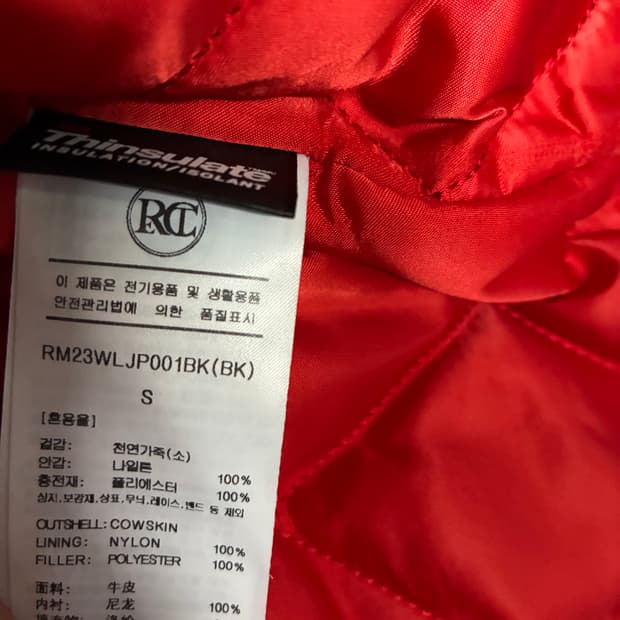 Thinsulate
INSULATION/ISOLANT
RCT
이 제품은 전기용품 및 생활용품
안전관리법에 의한 품질표시
RM23WLJP001BK(BK)
S
[혼용율]
겉감: 천연가죽(소)
안감: 나일론 100%
충전재: 폴리에스터 100%
심지,보강재,상표,무늬,레이스,밴드 등 제외
OUTSHELL: COWSKIN
LINING: NYLON 100%
FILLER: POLYESTER 100%
面料: 牛皮
内衬: 尼龙 100%